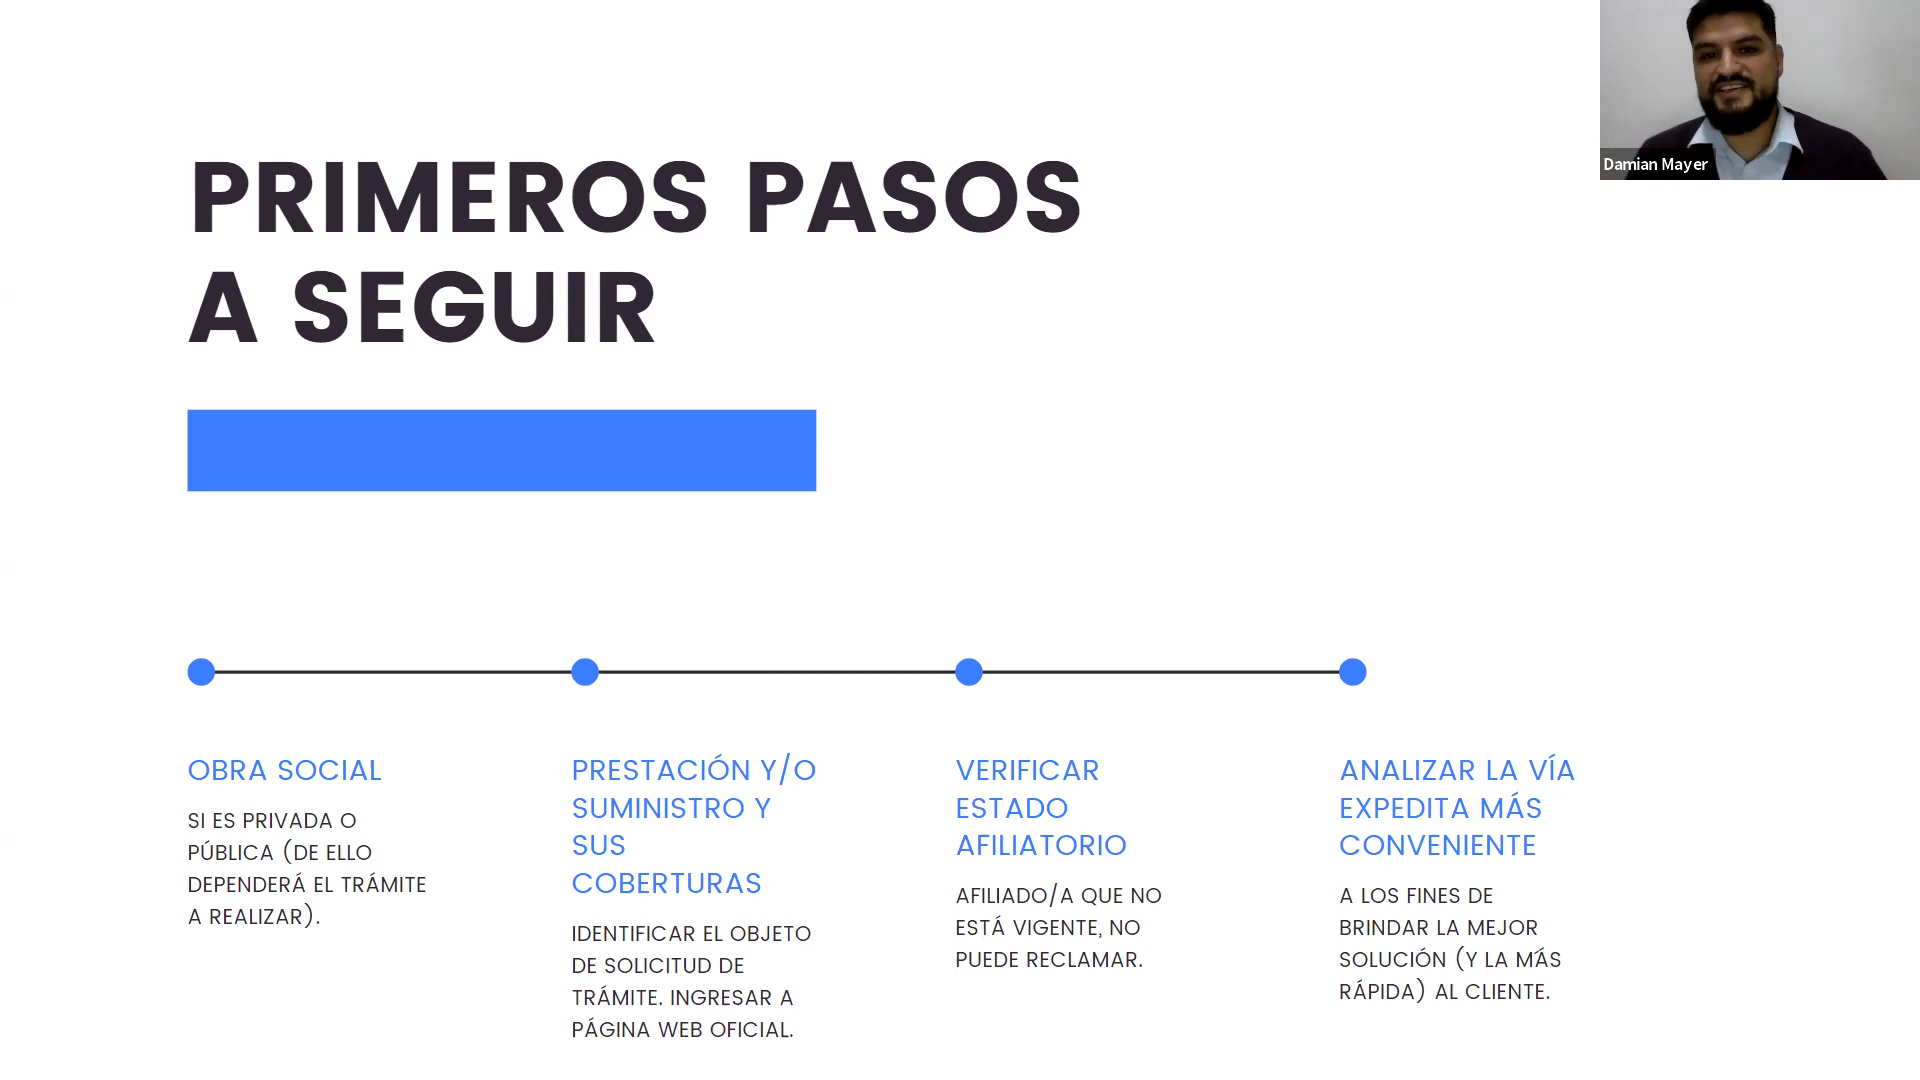 Damian Mayer
PRIMEROS PASOS
A SEGUIR
OBRA SOCIAL
SI ES PRIVADA O
PÚBLICA (DE ELLO
DEPENDERÁ EL TRÁMITE
A REALIZAR).
PRESTACIÓN Y/O
SUMINISTRO Y
SUS
COBERTURAS
IDENTIFICAR EL OBJETO
DE SOLICITUD DE
TRÁMITE. INGRESAR A
PÁGINA WEB OFICIAL.
VERIFICAR
ESTADO
AFILIATORIO
AFILIADO/A QUE NO
ESTÁ VIGENTE, NO
PUEDE RECLAMAR.
ANALIZAR LA VÍA
EXPEDITA MÁS
CONVENIENTE
A LOS FINES DE
BRINDAR LA MEJOR
SOLUCIÓN (Y LA MÁS
RÁPIDA) AL CLIENTE.